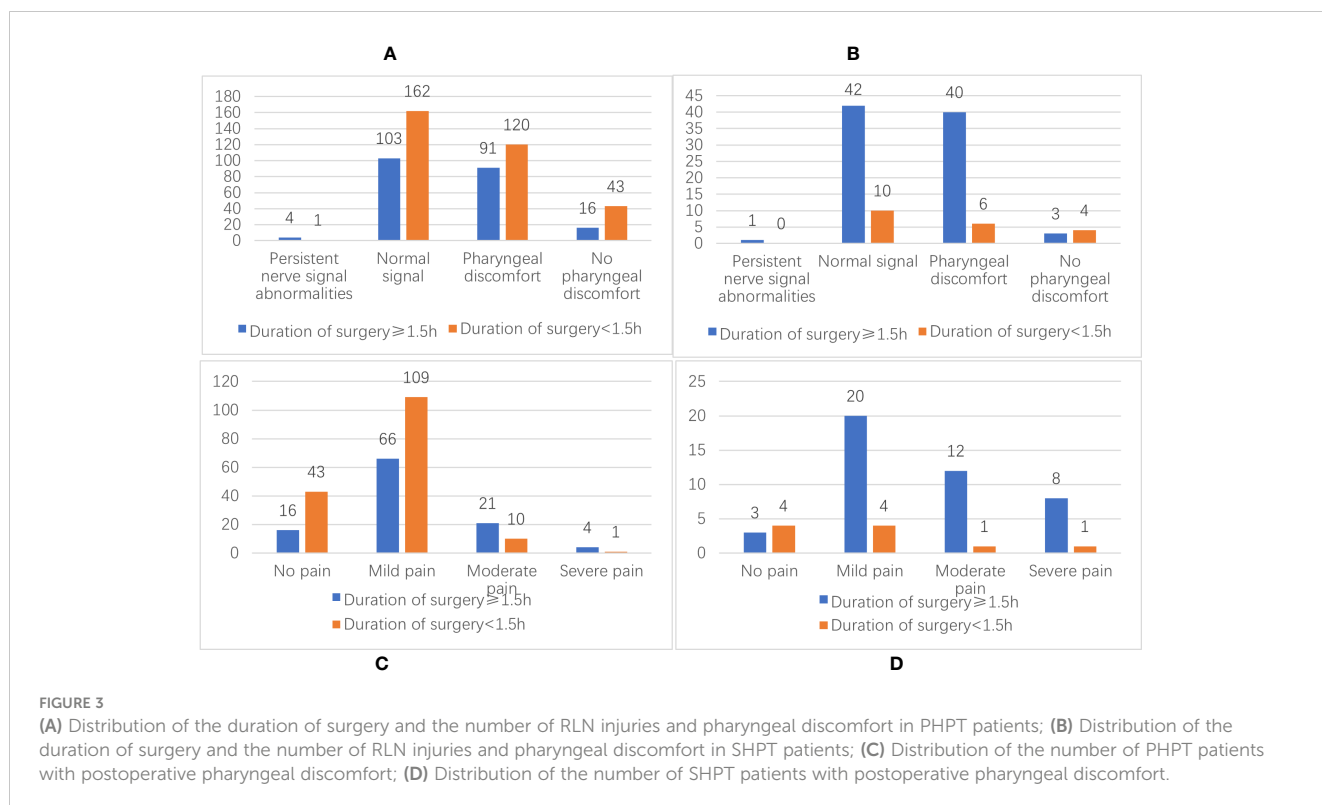 A
180
160
140
120
100
80
60
40
20
0
4
1
103
162
91
120
16
43
Persistent nerve signal abnormalities
Normal signal
Pharyngeal discomfort
No pharyngeal discomfort
Duration of surgery≥1.5h
Duration of surgery<1.5h
B
45
40
35
30
25
20
15
10
5
0
1
0
42
10
40
6
3
4
Persistent nerve signal abnormalities
Normal signal
Pharyngeal discomfort
No pharyngeal discomfort
Duration of surgery≥1.5h
Duration of surgery<1.5h
120
100
80
60
40
20
0
16
43
66
109
21
10
4
1
No pain
Mild pain
Moderate pain
Severe pain
Duration of surgery≥1.5h
Duration of surgery<1.5h
C
25
20
15
10
5
0
3
4
20
4
12
1
8
1
No pain
Mild pain
Moderate pain
Severe pain
Duration of surgery≥1.5h
Duration of surgery<1.5h
D
FIGURE 3
(A) Distribution of the duration of surgery and the number of RLN injuries and pharyngeal discomfort in PHPT patients; (B) Distribution of the
duration of surgery and the number of RLN injuries and pharyngeal discomfort in SHPT patients; (C) Distribution of the number of PHPT patients
with postoperative pharyngeal discomfort; (D) Distribution of the number of SHPT patients with postoperative pharyngeal discomfort.